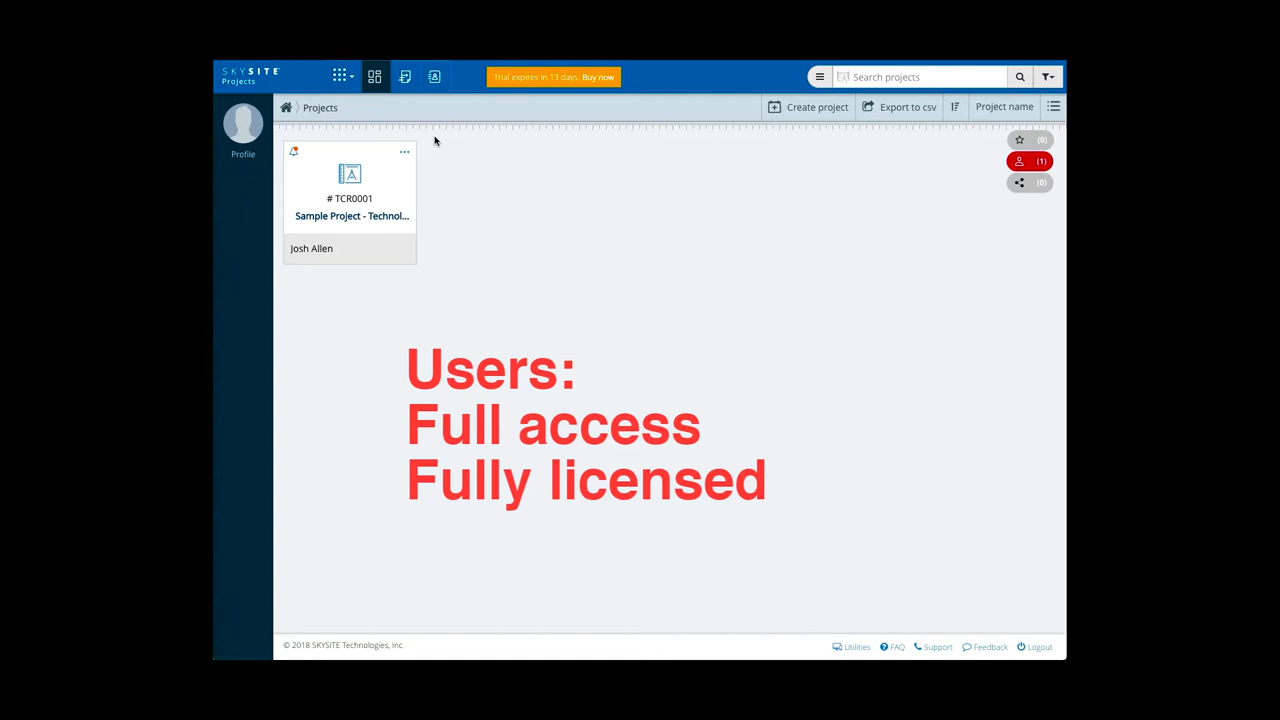 SKYSITE
Projects
Trial expires in 13 days. Buy now
Search projects
Projects
Create project
Export to csv
Project name
Profile
(0)
(1)
(0)
# TCR0001
Sample Project - Technol...
Josh Allen
Users:
Full access
Fully licensed
© 2018 SKYSITE Technologies, Inc.
Utilities
FAQ
Support
Feedback
Logout